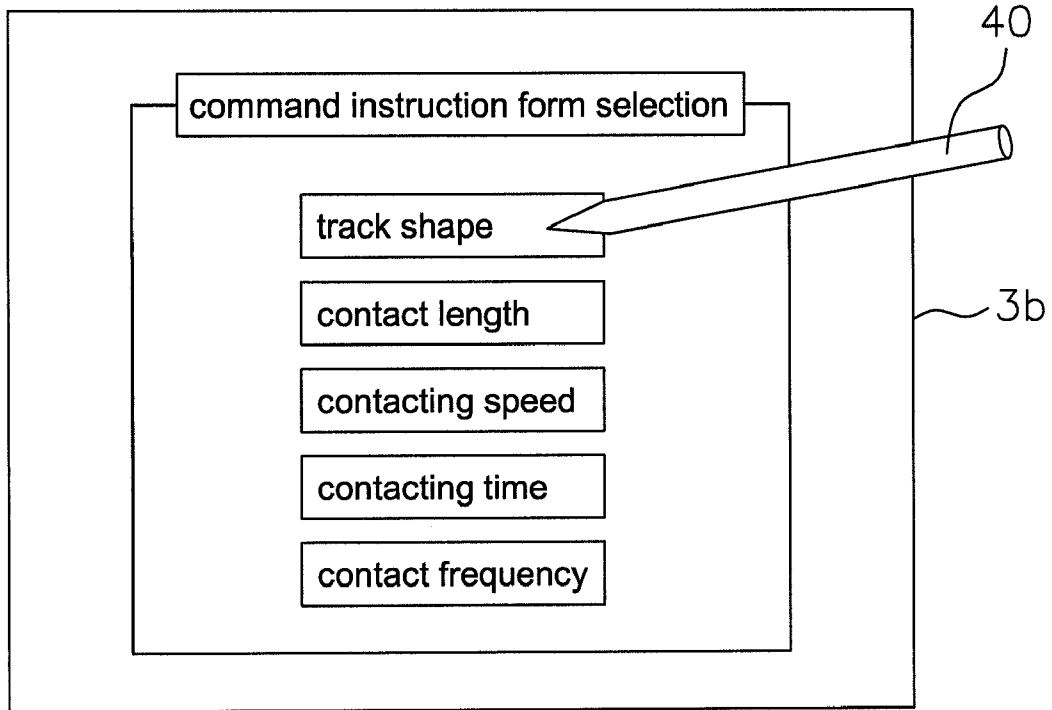 40
command instruction form selection
track shape
contact length
3b
contacting speed
contacting time
contact frequency